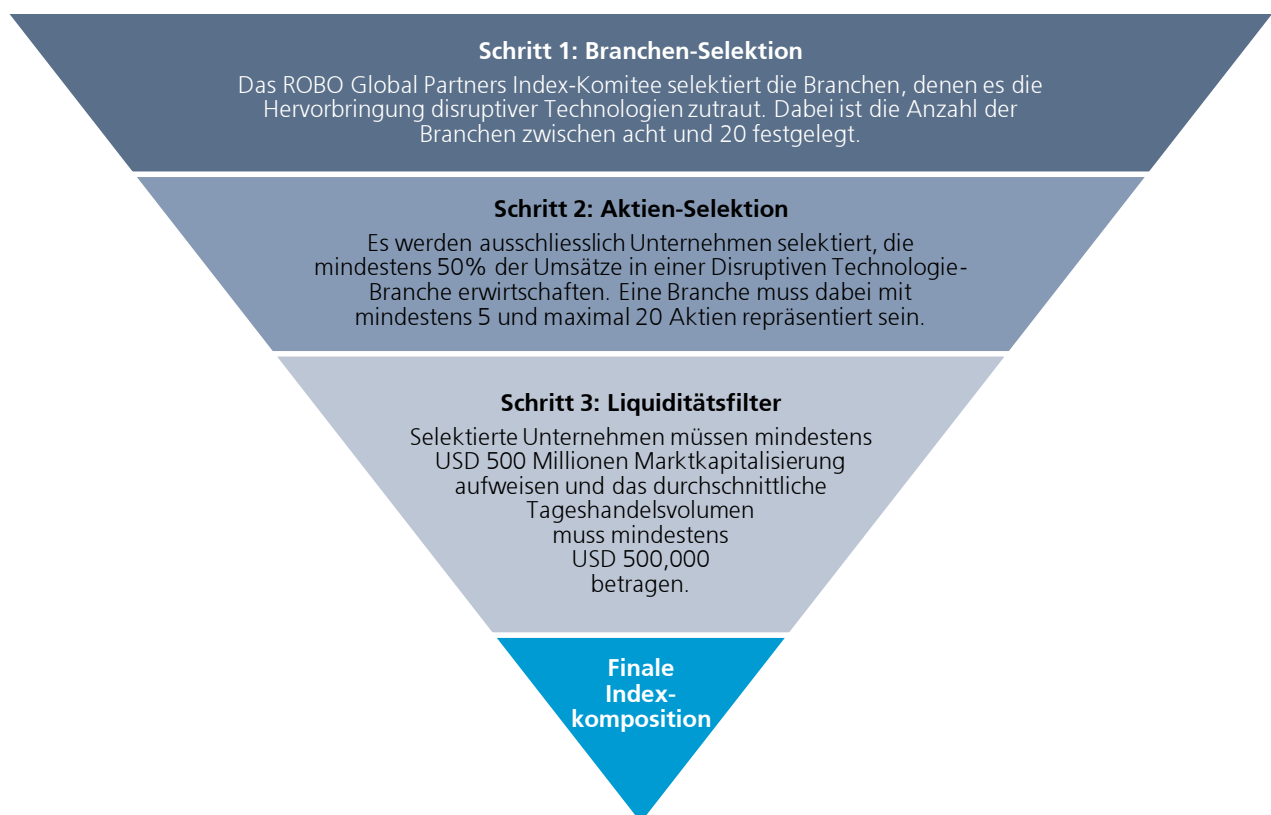 Schritt 1: Branchen-Selektion
Das ROBO Global Partners Index-Komitee selektiert die Branchen, denen es die
Hervorbringung disruptiver Technologien zutraut. Dabei ist die Anzahl der
Branchen zwischen acht und 20 festgelegt.
Schritt 2: Aktien-Selektion
Es werden ausschliesslich Unternehmen selektiert, die
mindestens 50% der Umsätze in einer Disruptiven Technologie-
Branche erwirtschaften. Eine Branche muss dabei mit
mindestens 5 und maximal 20 Aktien repräsentiert sein.
Schritt 3: Liquiditätsfilter
Selektierte Unternehmen müssen mindestens
USD 500 Millionen Marktkapitalisierung
aufweisen und das durchschnittliche
Tageshandelsvolumen
muss mindestens
USD 500,000
betragen.
Finale
Index-
komposition